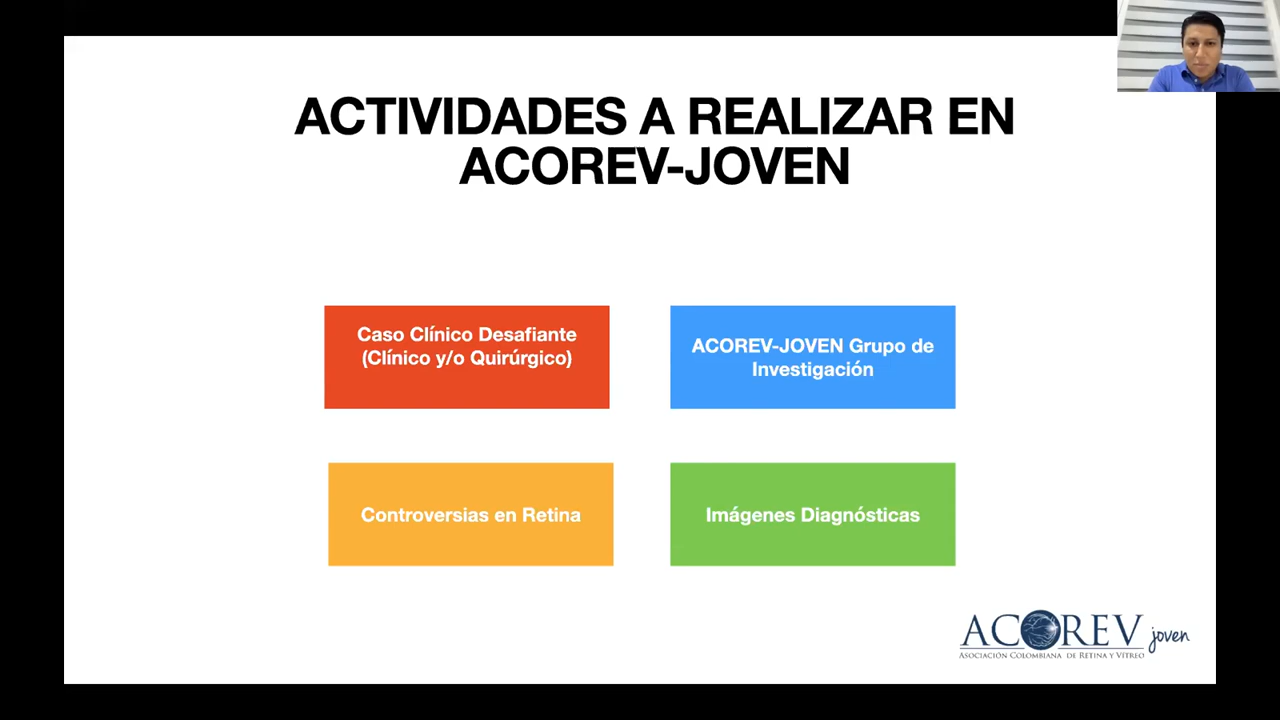 ACTIVIDADES A REALIZAR EN
ACOREV-JOVEN
Caso Clínico Desafiante
(Clínico y/o Quirúrgico)
ACOREV-JOVEN Grupo de
Investigación
Controversias en Retina
Imágenes Diagnósticas
ACOREV joven
ASOCIACIÓN COLOMBIANA DE RETINA Y VÍTREO